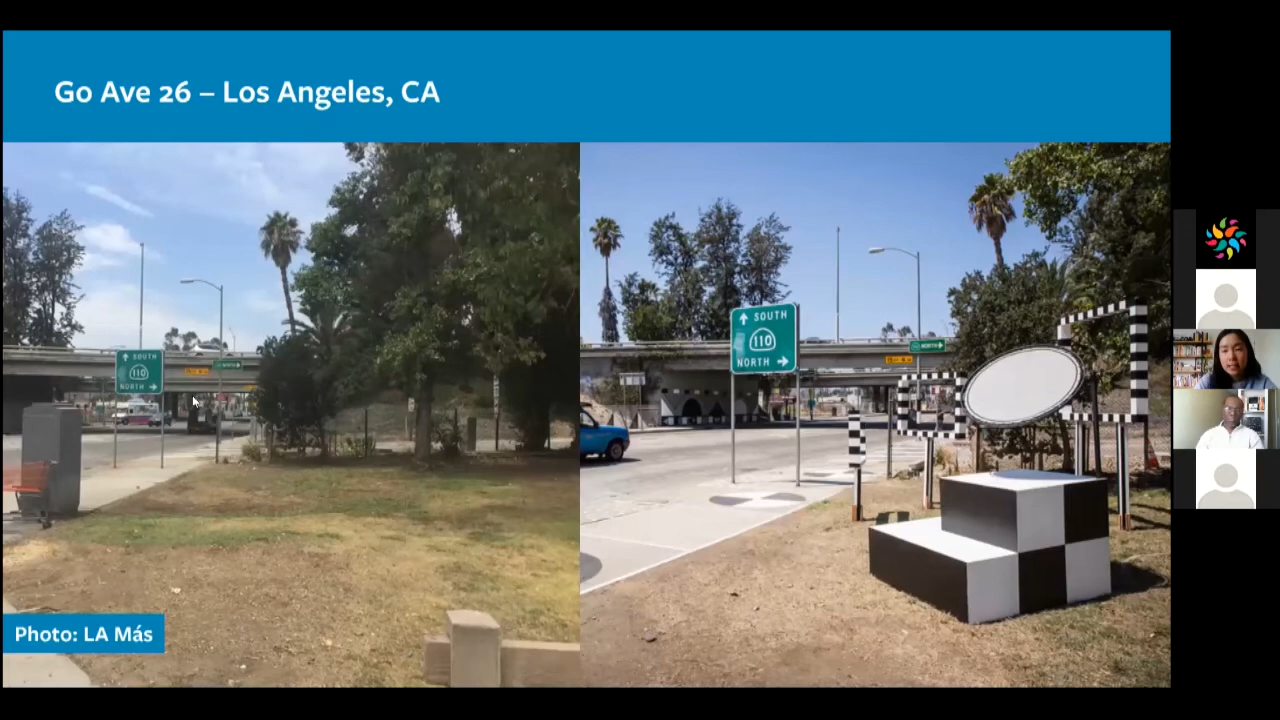 Go Ave 26 – Los Angeles, CA
SOUTH
110
NORTH
SOUTH
110
NORTH
NORTH
Photo: LA Más